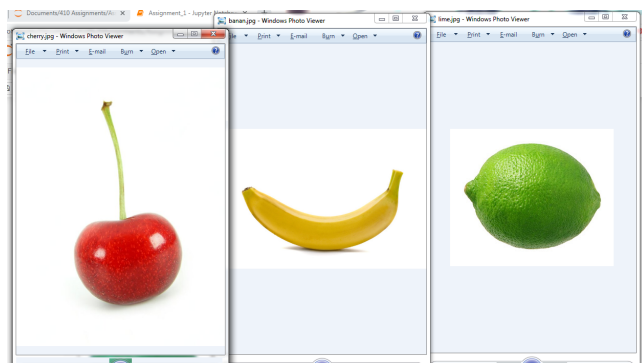 Documents/410 Assignments/A
Assignment_1 - Jupyter
cherry.jpg - Windows Photo Viewer
File Print E-mail Burn Open
banan.jpg - Windows Photo Viewer
Print E-mail Burn Open
lime.jpg - Windows Photo Viewer
File Print E-mail Burn Open